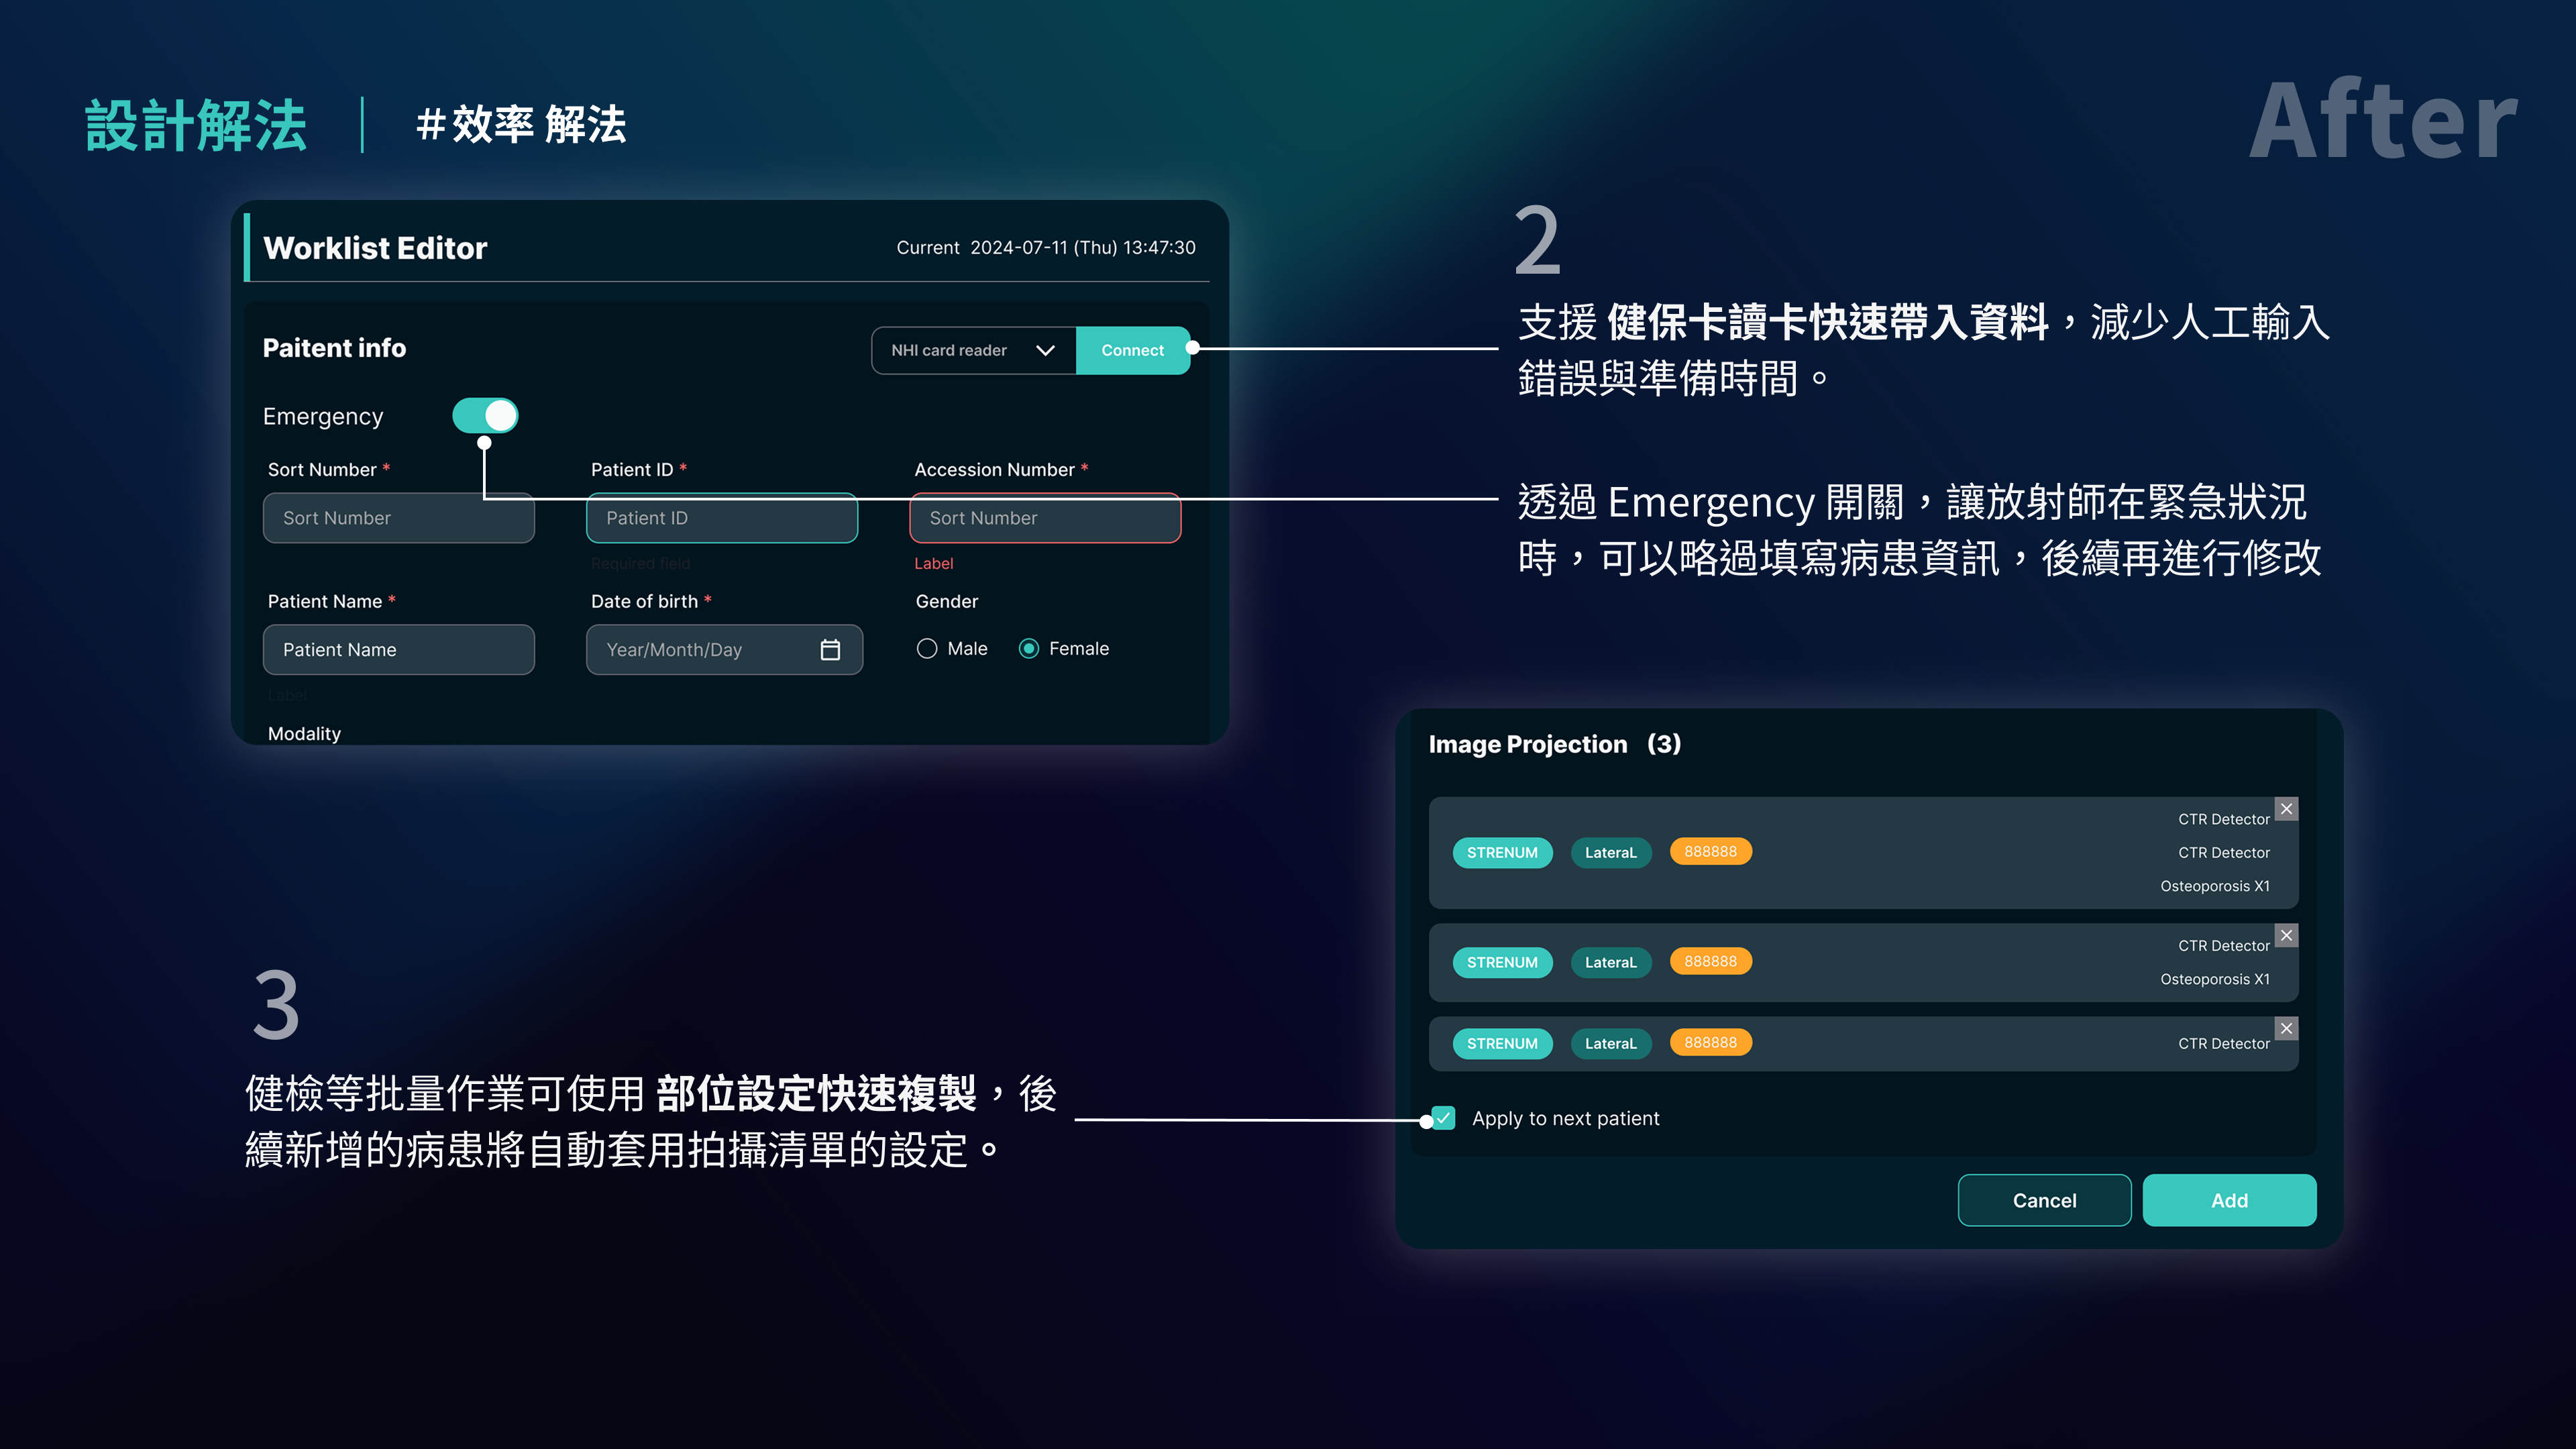 設計解法
＃效率 解法
After
Worklist Editor
Current 2024-07-11 (Thu) 13:47:30
Paitent info
NHI card reader
Connect
Emergency
Sort Number *
Patient ID *
Accession Number *
Sort Number
Patient ID
Sort Number
Required field
Label
Patient Name *
Date of birth *
Gender
Patient Name
Year/Month/Day
Male
Female
Label
Modality
2
支援 健保卡讀卡快速帶入資料，減少人工輸入
錯誤與準備時間。
透過 Emergency 開關，讓放射師在緊急狀況
時，可以略過填寫病患資訊，後續再進行修改
Image Projection (3)
STRENUM
LateraL
888888
CTR Detector
CTR Detector
Osteoporosis X1
STRENUM
LateraL
888888
CTR Detector
Osteoporosis X1
STRENUM
LateraL
888888
CTR Detector
Apply to next patient
Cancel
Add
3
健檢等批量作業可使用 部位設定快速複製，後
續新增的病患將自動套用拍攝清單的設定。